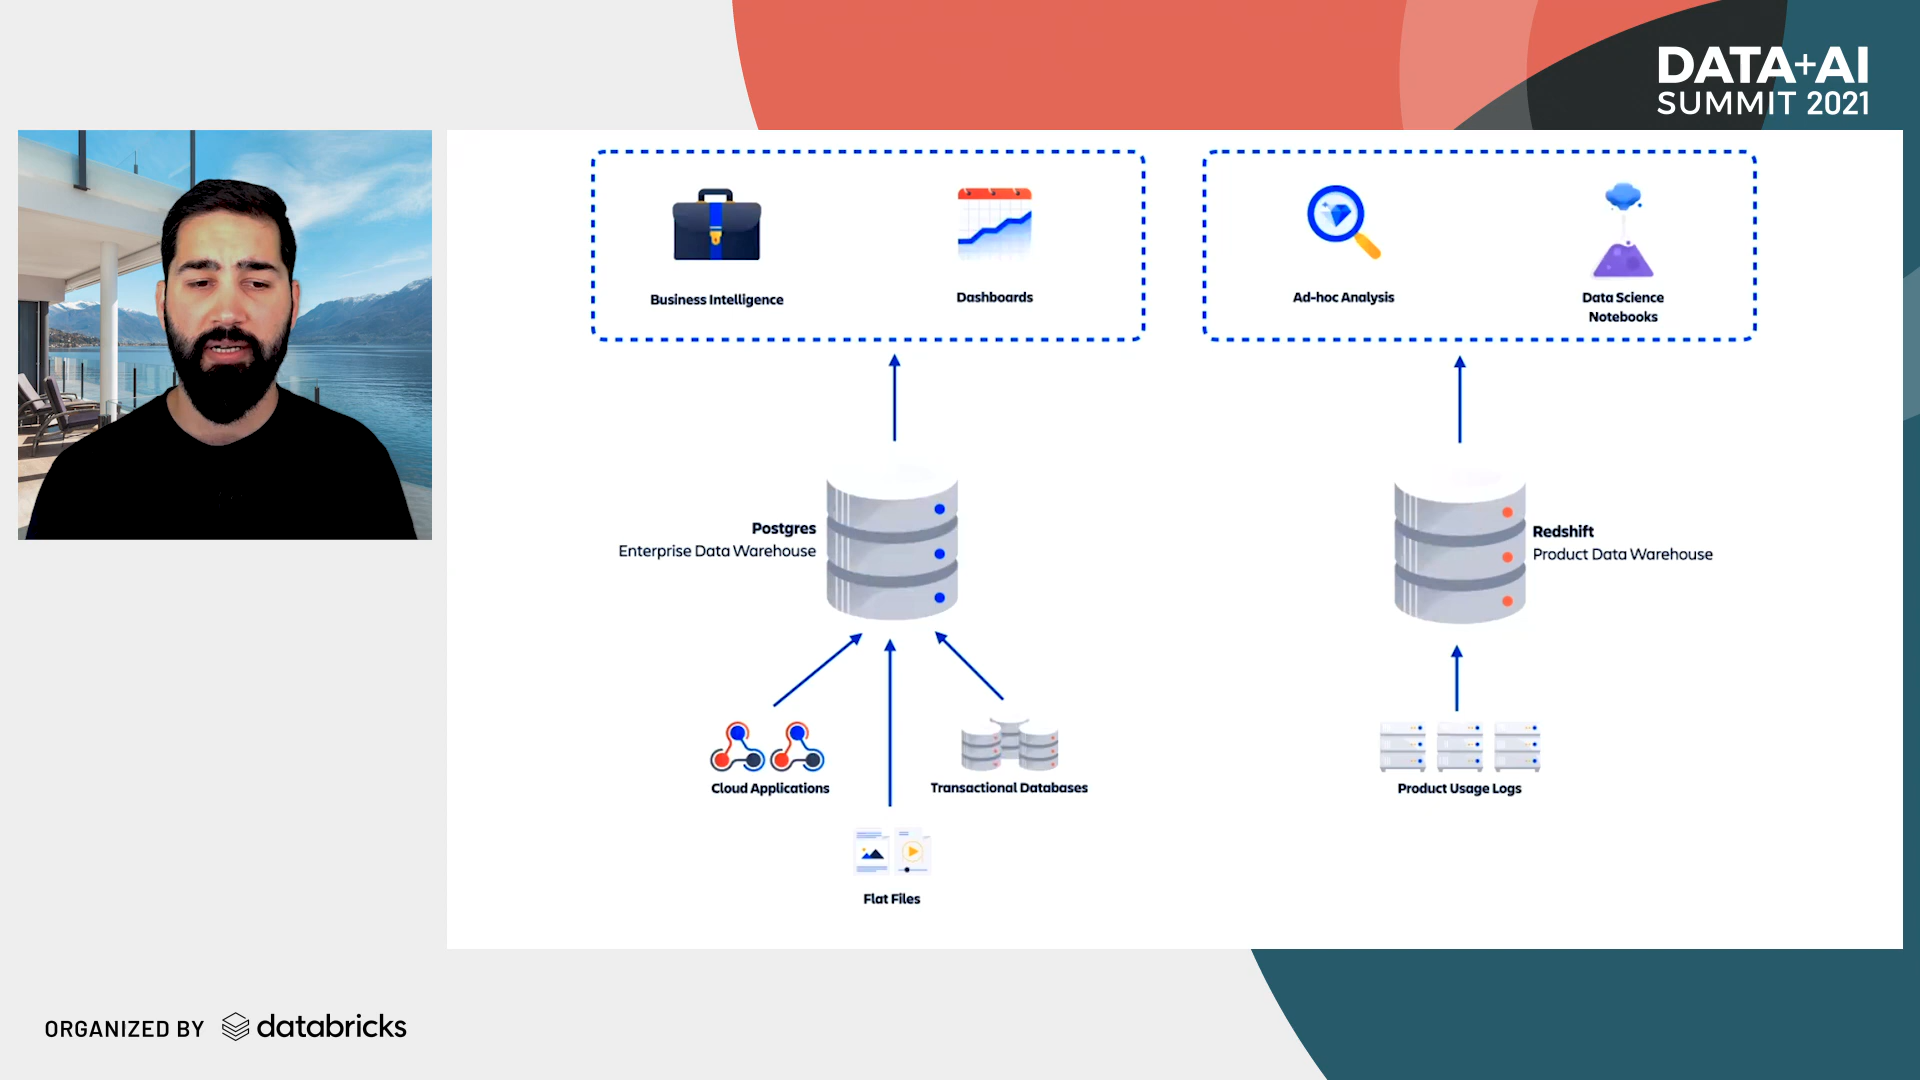 DATA+AI
SUMMIT 2021
Business Intelligence
Dashboards
Ad-hoc Analysis
Data Science
Notebooks
Postgres
Enterprise Data Warehouse
Redshift
Product Data Warehouse
Cloud Applications
Transactional Databases
Product Usage Logs
Flat Files
ORGANIZED BY databricks